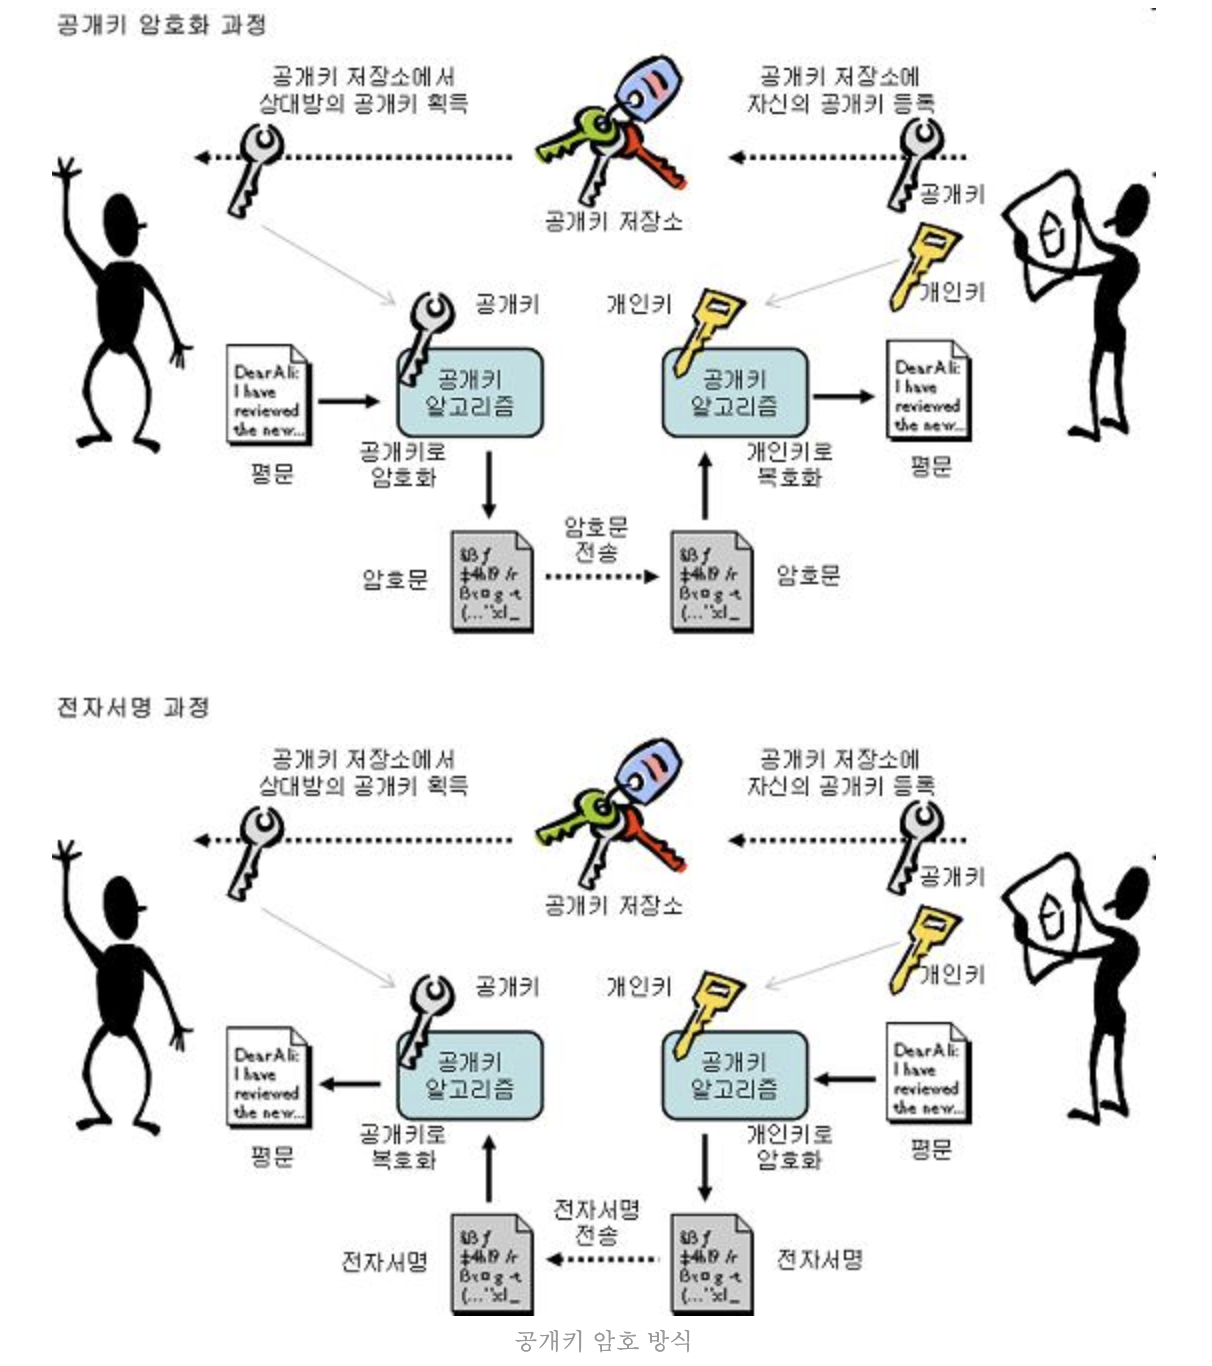 공개키 암호화 과정
공개키 저장소에서
상대방의 공개키 획득
공개키 저장소에
자신의 공개키 등록
공개키 저장소
공개키
개인키
공개키
개인키
DearAli:
I have
reviewed
the new...
평문
공개키
알고리즘
공개키로
암호화
공개키
알고리즘
개인키로
복호화
DearAli:
I have
reviewed
the new...
평문
암호문
암호문
전송
암호문
전자서명 과정
공개키 저장소에서
상대방의 공개키 획득
공개키 저장소에
자신의 공개키 등록
공개키 저장소
공개키
개인키
공개키
개인키
DearAli:
I have
reviewed
the new...
평문
공개키
알고리즘
공개키로
복호화
공개키
알고리즘
개인키로
암호화
DearAli:
I have
reviewed
the new...
평문
전자서명
전자서명
전송
전자서명
공개키 암호 방식